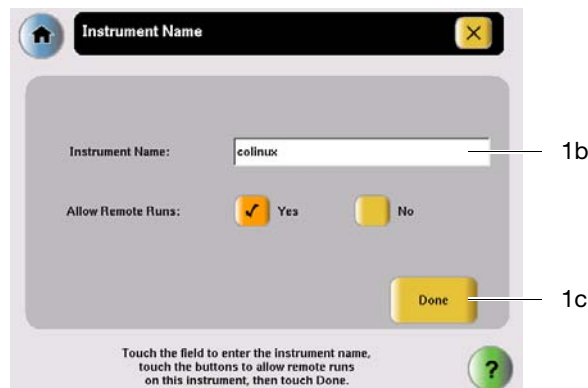 Instrument Name
Instrument Name: colinux 1b
Allow Remote Runs: Yes No
Done 1c
Touch the field to enter the instrument name,
touch the buttons to allow remote runs
on this instrument, then touch Done.
?